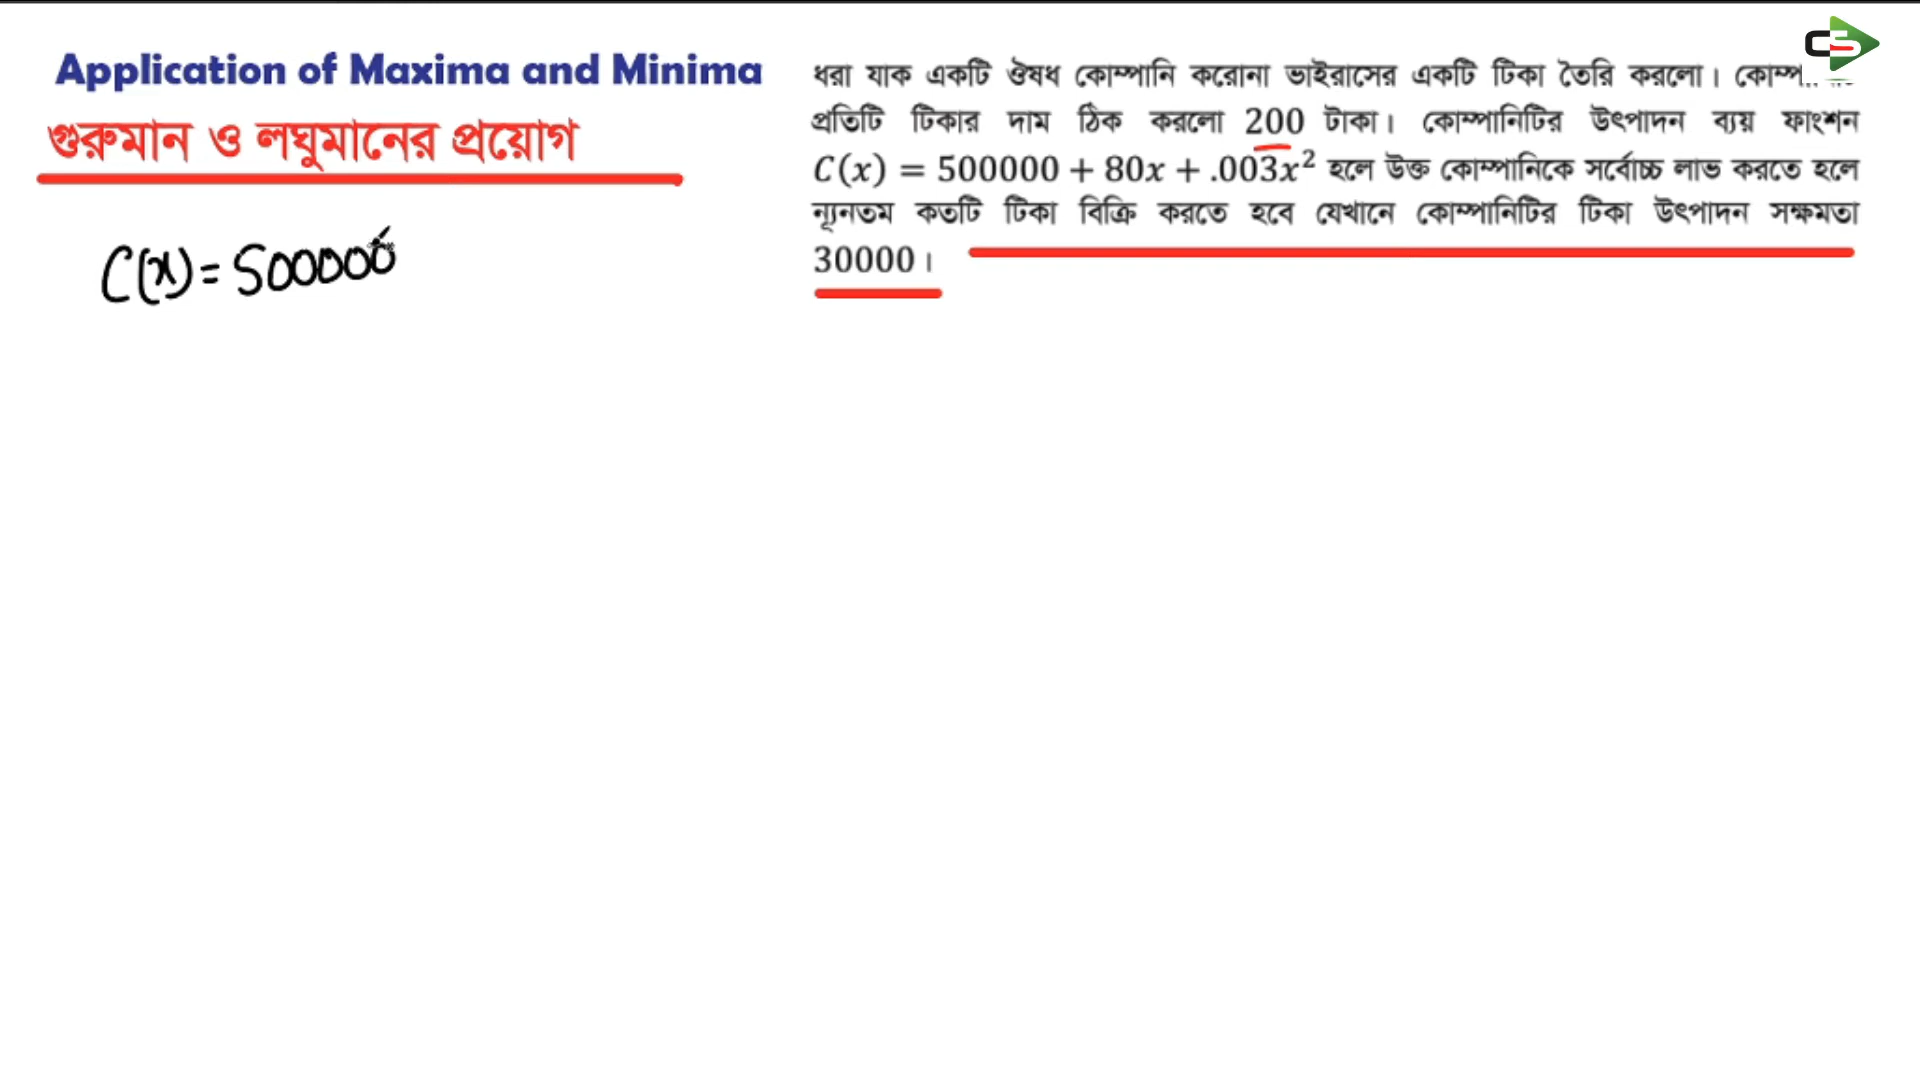 Application of Maxima and Minima
গুরুমান ও লঘুমানের প্রয়োগ
C(x) = 500000
ধরা যাক একটি ঔষধ কোম্পানি করোনা ভাইরাসের একটি টিকা তৈরি করলো।
প্রতিটি টিকার দাম ঠিক করলো 200 টাকা। কোম্পানিটির উৎপাদন ব্যয় ফাংশন
C(x) = 500000 + 80x + .003x² হলে উক্ত কোম্পানিকে সর্বোচ্চ লাভ করতে হলে
ন্যূনতম কতটি টিকা বিক্রি করতে হবে যেখানে কোম্পানিটির টিকা উৎপাদন সক্ষমতা
30000।